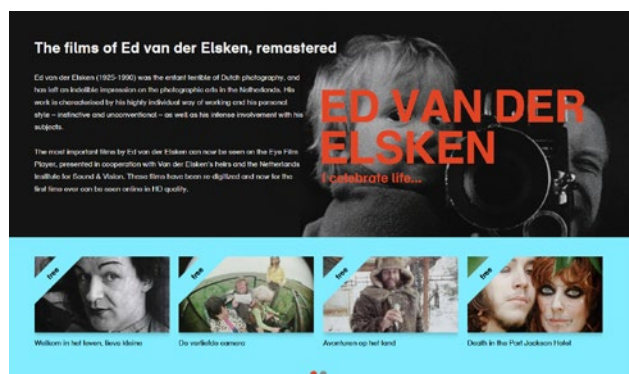 The films of Ed van der Elsken, remastered
Ed van der Elsken (1925-1990) was the enfant terrible of Dutch photography, and
has left an indelible impression on the photographic arts in the Netherlands. His
work is characterised by his highly individual way of working and his personal
style – instinctive and unconventional – as well as his intense involvement with his
subjects.
The most important films by Ed van der Elsken can now be seen on the Eye Film
Player, presented in cooperation with Van der Elsken's heirs and the Netherlands
Institute for Sound & Vision. These films have been re-digitized and now for the
first time ever can be seen online in HD quality.
ED VAN DER
ELSKEN
I celebrate life...
free
free
free
free
Welkom in het leven, lieve kleine
De verliefde camera
Avonturen op het land
Death in the Port Jackson Hotel